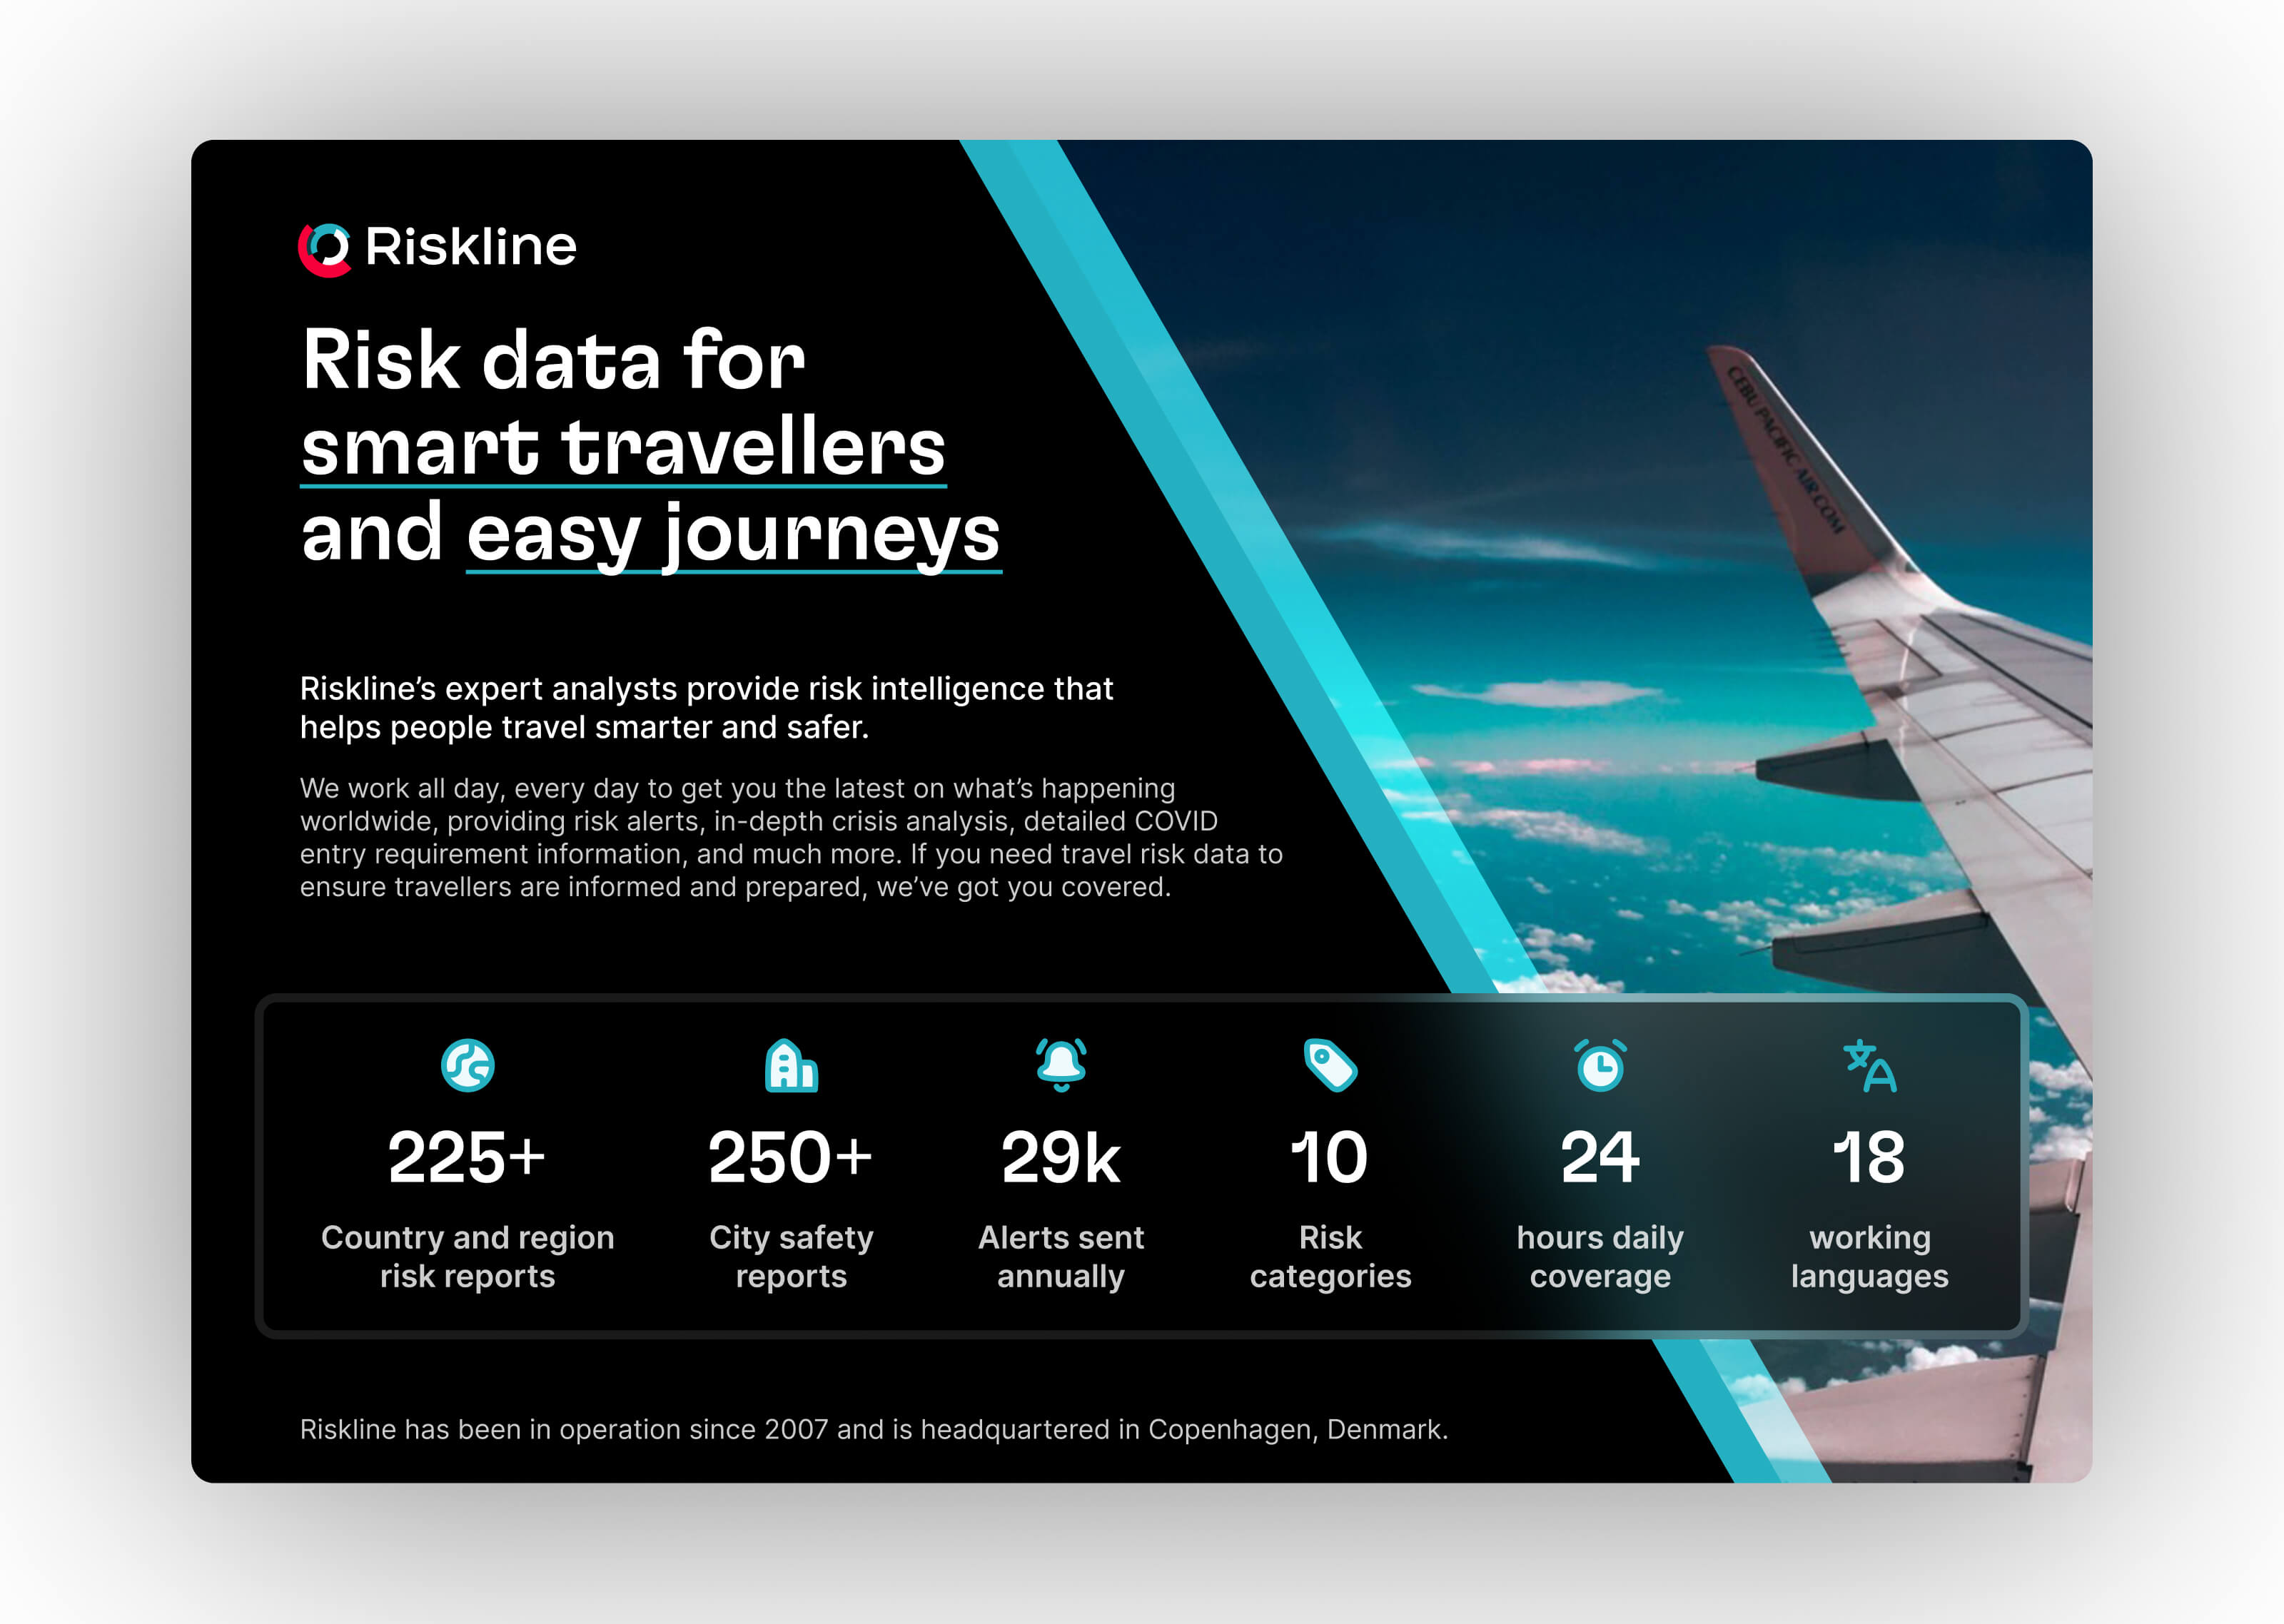 Riskline
Risk data for
smart travellers
and easy journeys
CEBU PACIFIC AIR.COM
Riskline’s expert analysts provide risk intelligence that
helps people travel smarter and safer.
We work all day, every day to get you the latest on what’s happening
worldwide, providing risk alerts, in-depth crisis analysis, detailed COVID
entry requirement information, and much more. If you need travel risk data to
ensure travellers are informed and prepared, we’ve got you covered.
文A
225+
250+
29k
10
24
18
Country and region
risk reports
City safety
reports
Alerts sent
annually
Risk
categories
hours daily
coverage
working
languages
Riskline has been in operation since 2007 and is headquartered in Copenhagen, Denmark.